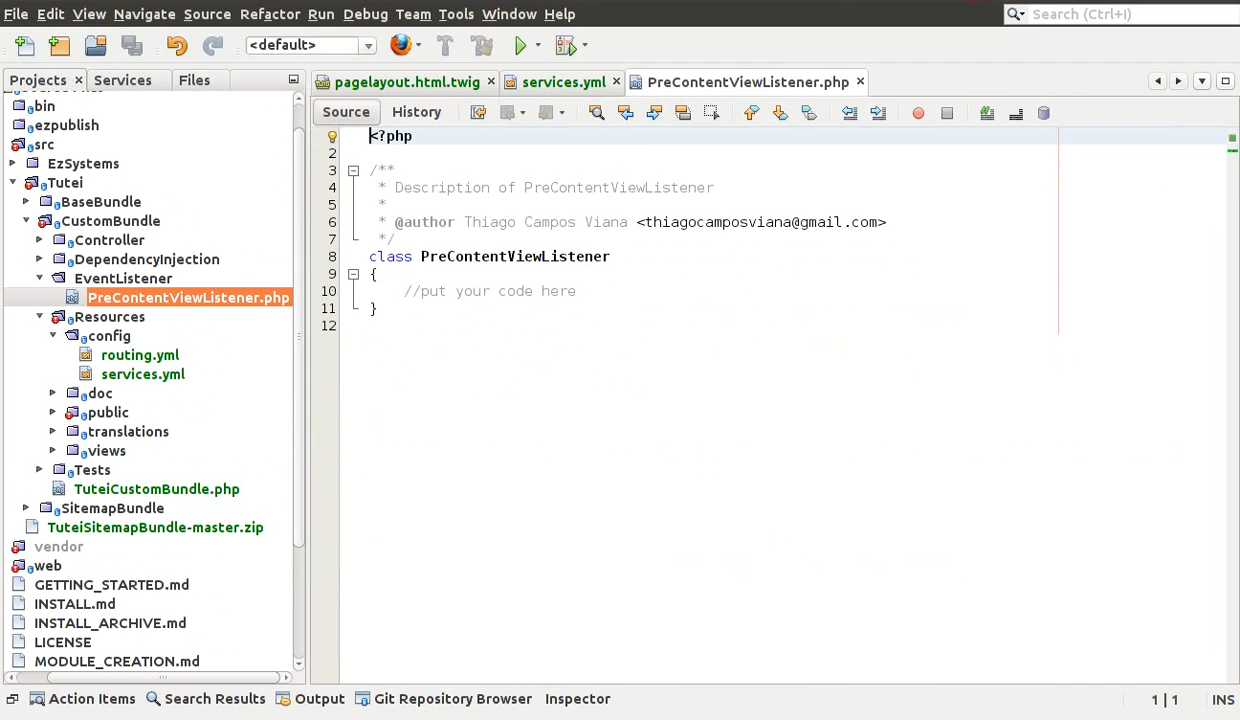 File Edit View Navigate Source Refactor Run Debug Team Tools Window Help
Search (Ctrl+I)
<default>
Projects Services Files
pagelayout.html.twig services.yml PreContentViewListener.php
Source History
bin
ezpublish
src
EzSystems
Tutei
BaseBundle
CustomBundle
Controller
DependencyInjection
EventListener
PreContentViewListener.php
Resources
config
routing.yml
services.yml
doc
public
translations
views
Tests
TuteiCustomBundle.php
SitemapBundle
TuteiSitemapBundle-master.zip
vendor
web
GETTING_STARTED.md
INSTALL.md
INSTALL_ARCHIVE.md
LICENSE
MODULE_CREATION.md
<?php
2
3 /**
4 * Description of PreContentViewListener
5 *
6 * @author Thiago Campos Viana <thiagocamposviana@gmail.com>
7 */
8 class PreContentViewListener
9 {
10 //put your code here
11 }
12
Action Items Search Results Output Git Repository Browser Inspector
1 | 1 INS